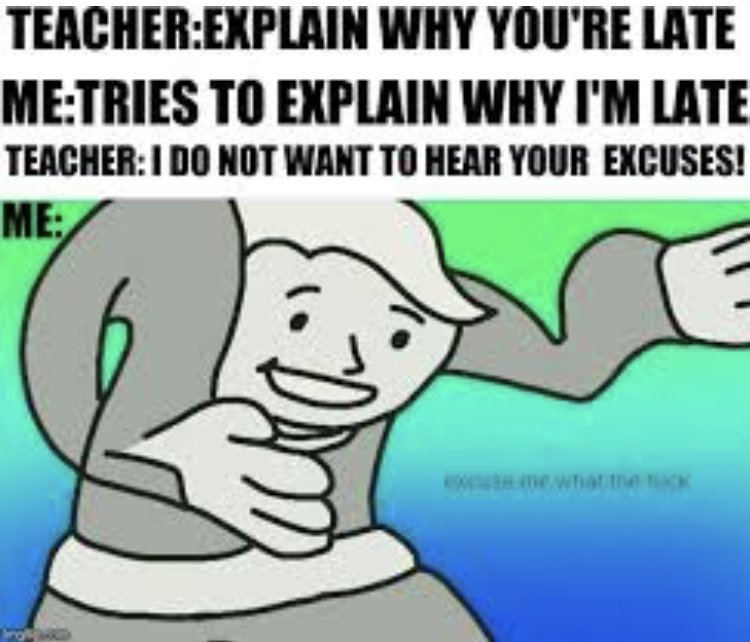 TEACHER:EXPLAIN WHY YOU'RE LATE
ME:TRIES TO EXPLAIN WHY I'M LATE
TEACHER: I DO NOT WANT TO HEAR YOUR EXCUSES!
ME:
excuse me what the